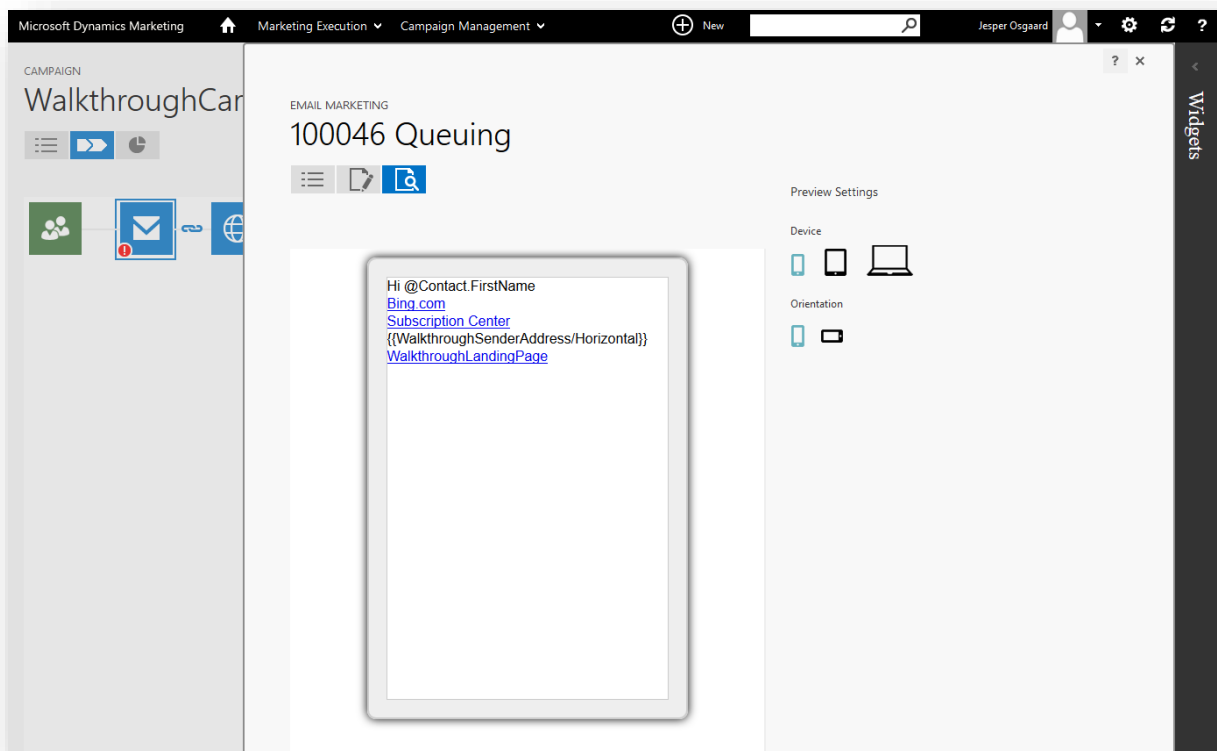 Microsoft Dynamics Marketing Marketing Execution Campaign Management New Jesper Osgaard ?
? ×
CAMPAIGN
WalkthroughCar
EMAIL MARKETING
100046 Queuing
Widgets
Preview Settings
Device
Orientation
Hi @Contact.FirstName
Bing.com
Subscription Center
{{WalkthroughSenderAddress/Horizontal}}
WalkthroughLandingPage